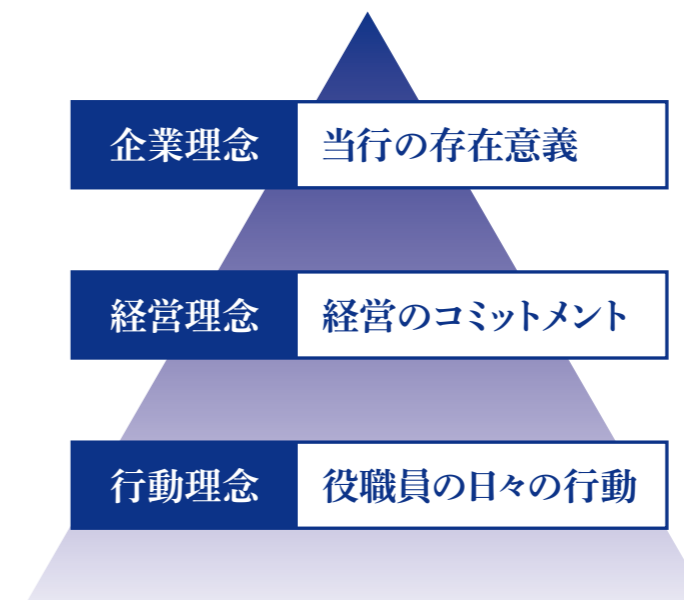 企業理念 当行の存在意義
経営理念 経営のコミットメント
行動理念 役職員の日々の行動